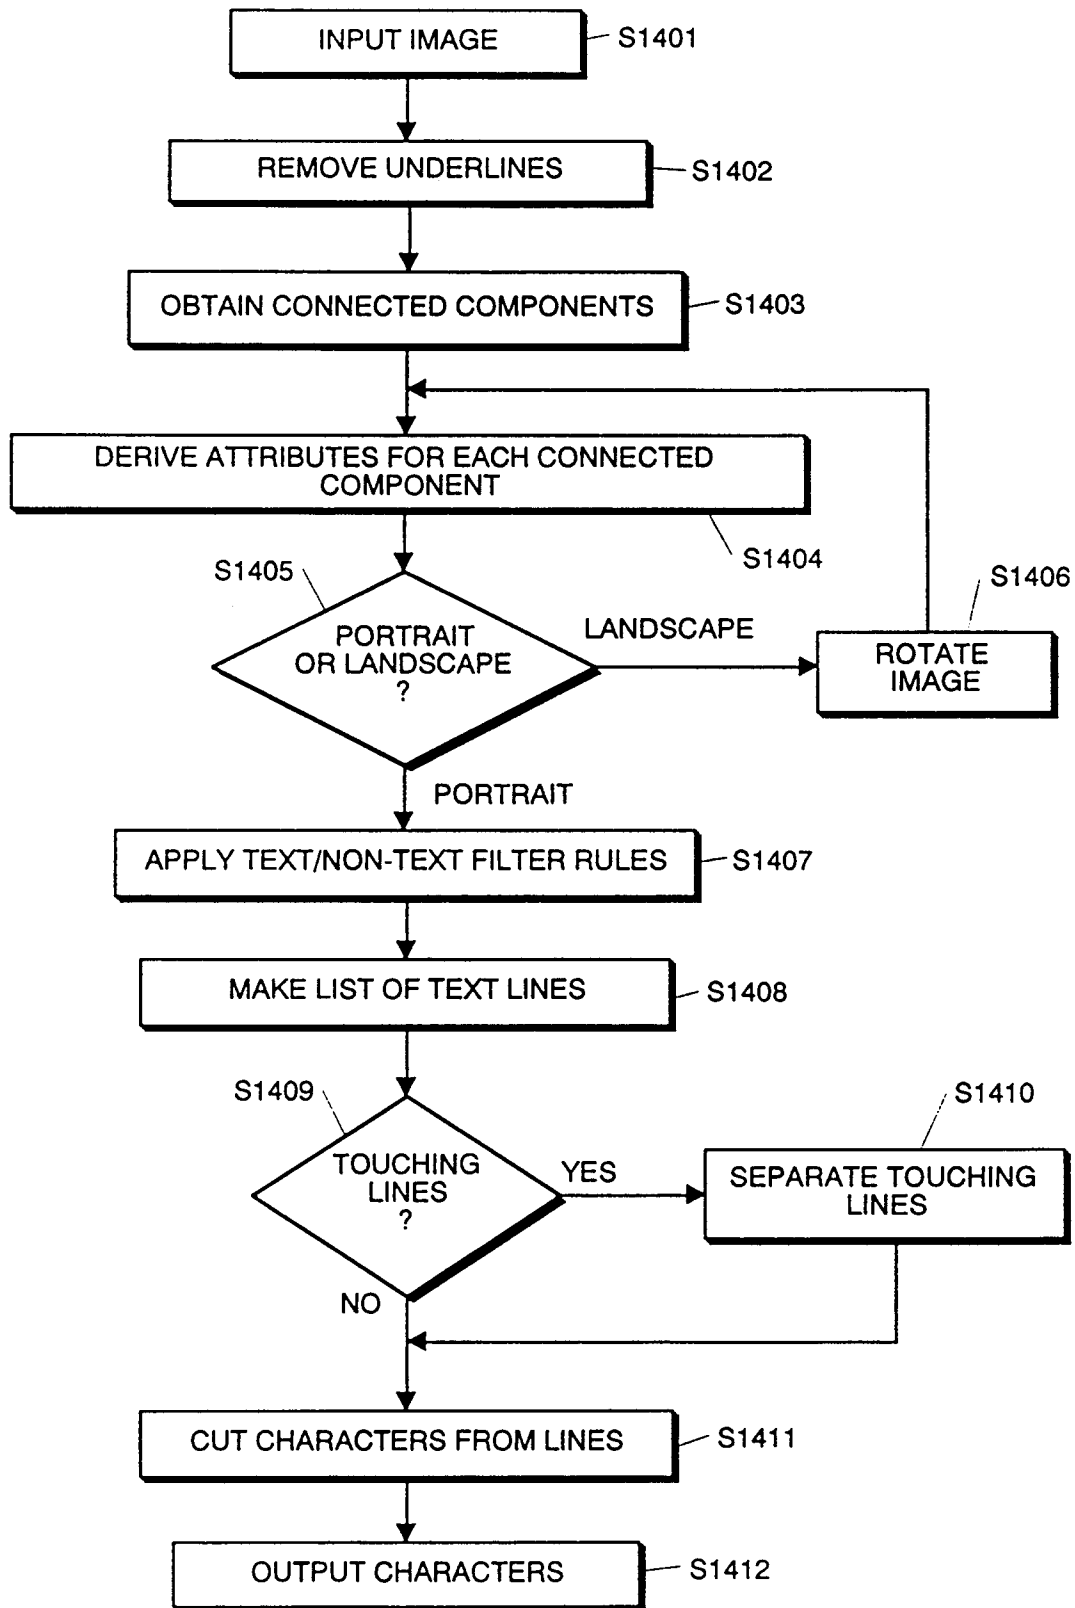 INPUT IMAGE
S1401
REMOVE UNDERLINES
S1402
OBTAIN CONNECTED COMPONENTS
S1403
DERIVE ATTRIBUTES FOR EACH CONNECTED
COMPONENT
S1404
S1405
PORTRAIT
OR LANDSCAPE
?
LANDSCAPE
S1406
ROTATE
IMAGE
PORTRAIT
APPLY TEXT/NON-TEXT FILTER RULES
S1407
MAKE LIST OF TEXT LINES
S1408
S1409
TOUCHING
LINES
?
YES
S1410
SEPARATE TOUCHING
LINES
NO
CUT CHARACTERS FROM LINES
S1411
OUTPUT CHARACTERS
S1412